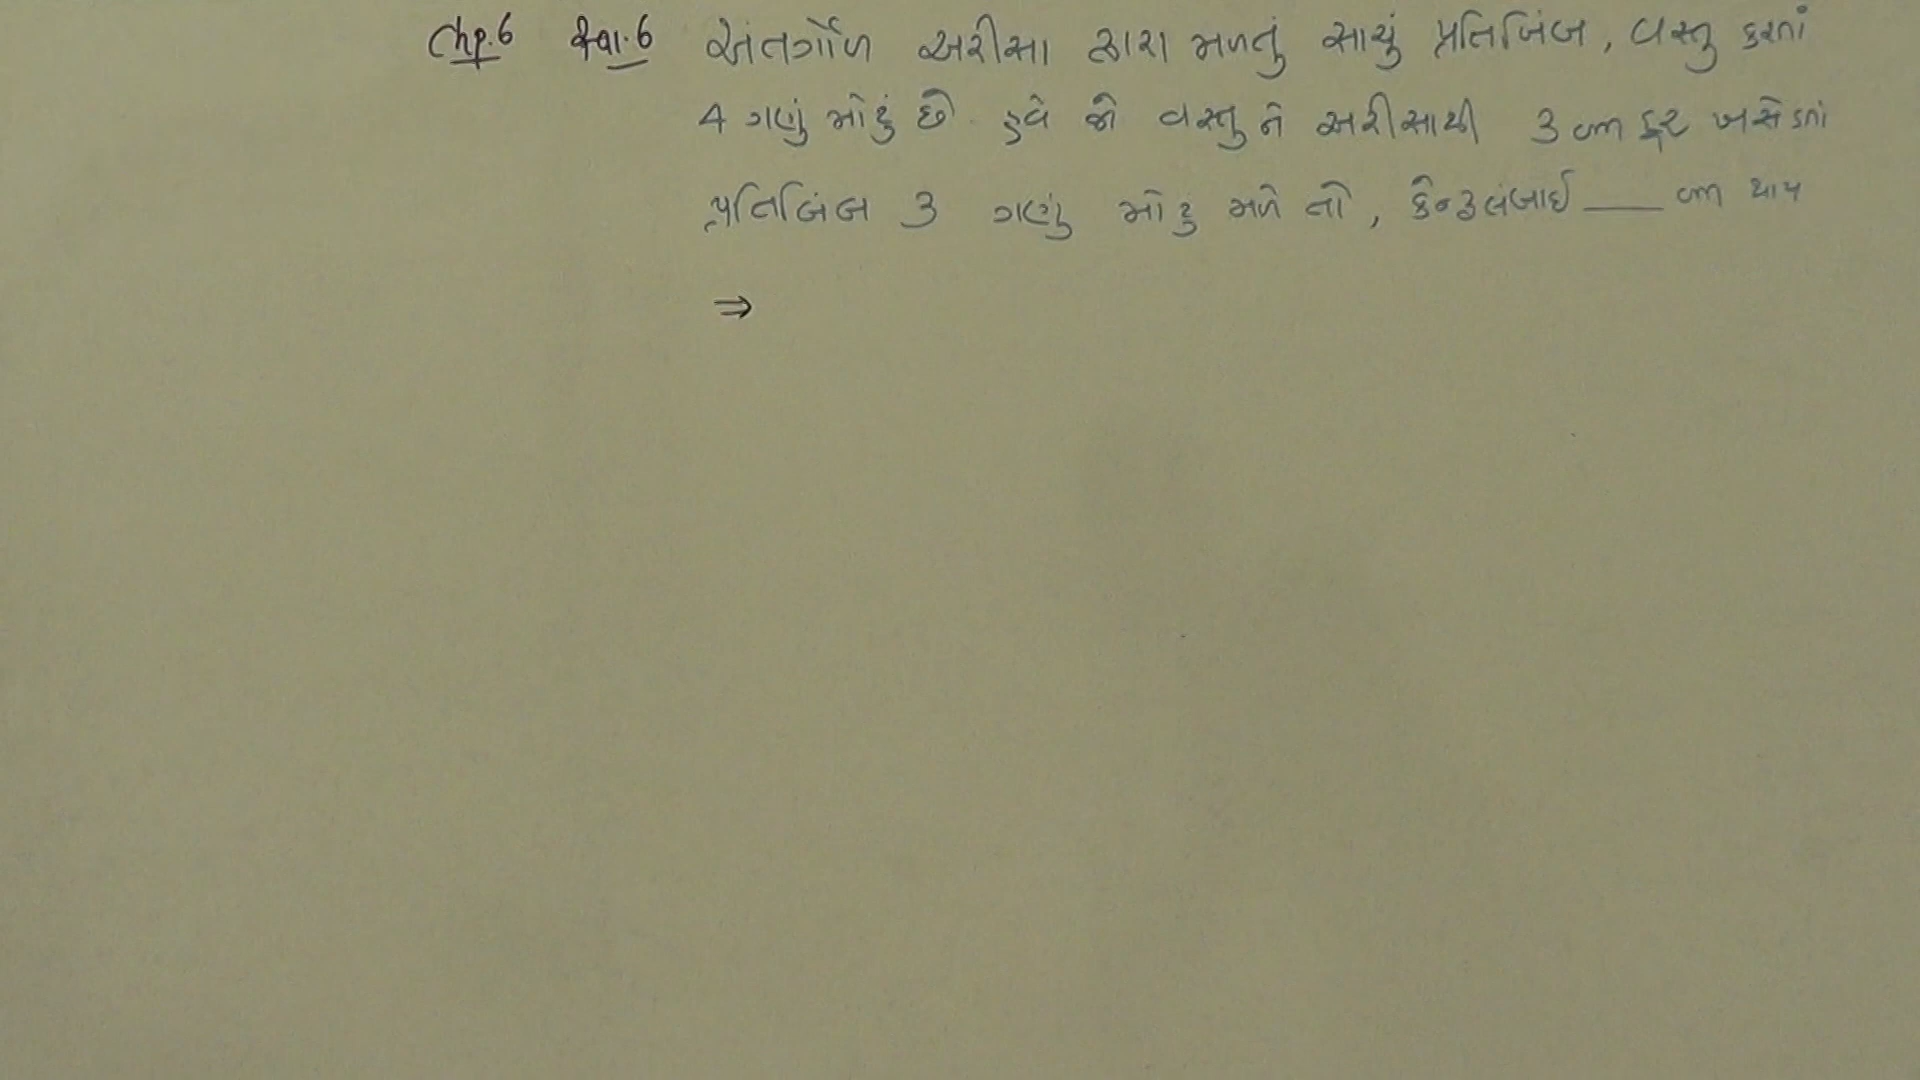 Chp.6 સ્વા.6 અંતર્ગોળ અરીસા દ્વારા મળતું સાચું પ્રતિબિંબ, વસ્તુ કરતાં
4 ગણું મોટું છે. હવે જો વસ્તુને અરીસાથી 3 cm દૂર ખસેડતાં
પ્રતિબિંબ 3 ગણું મોટું મળે તો, કેન્દ્રલંબાઈ ____ cm થાય
⇒